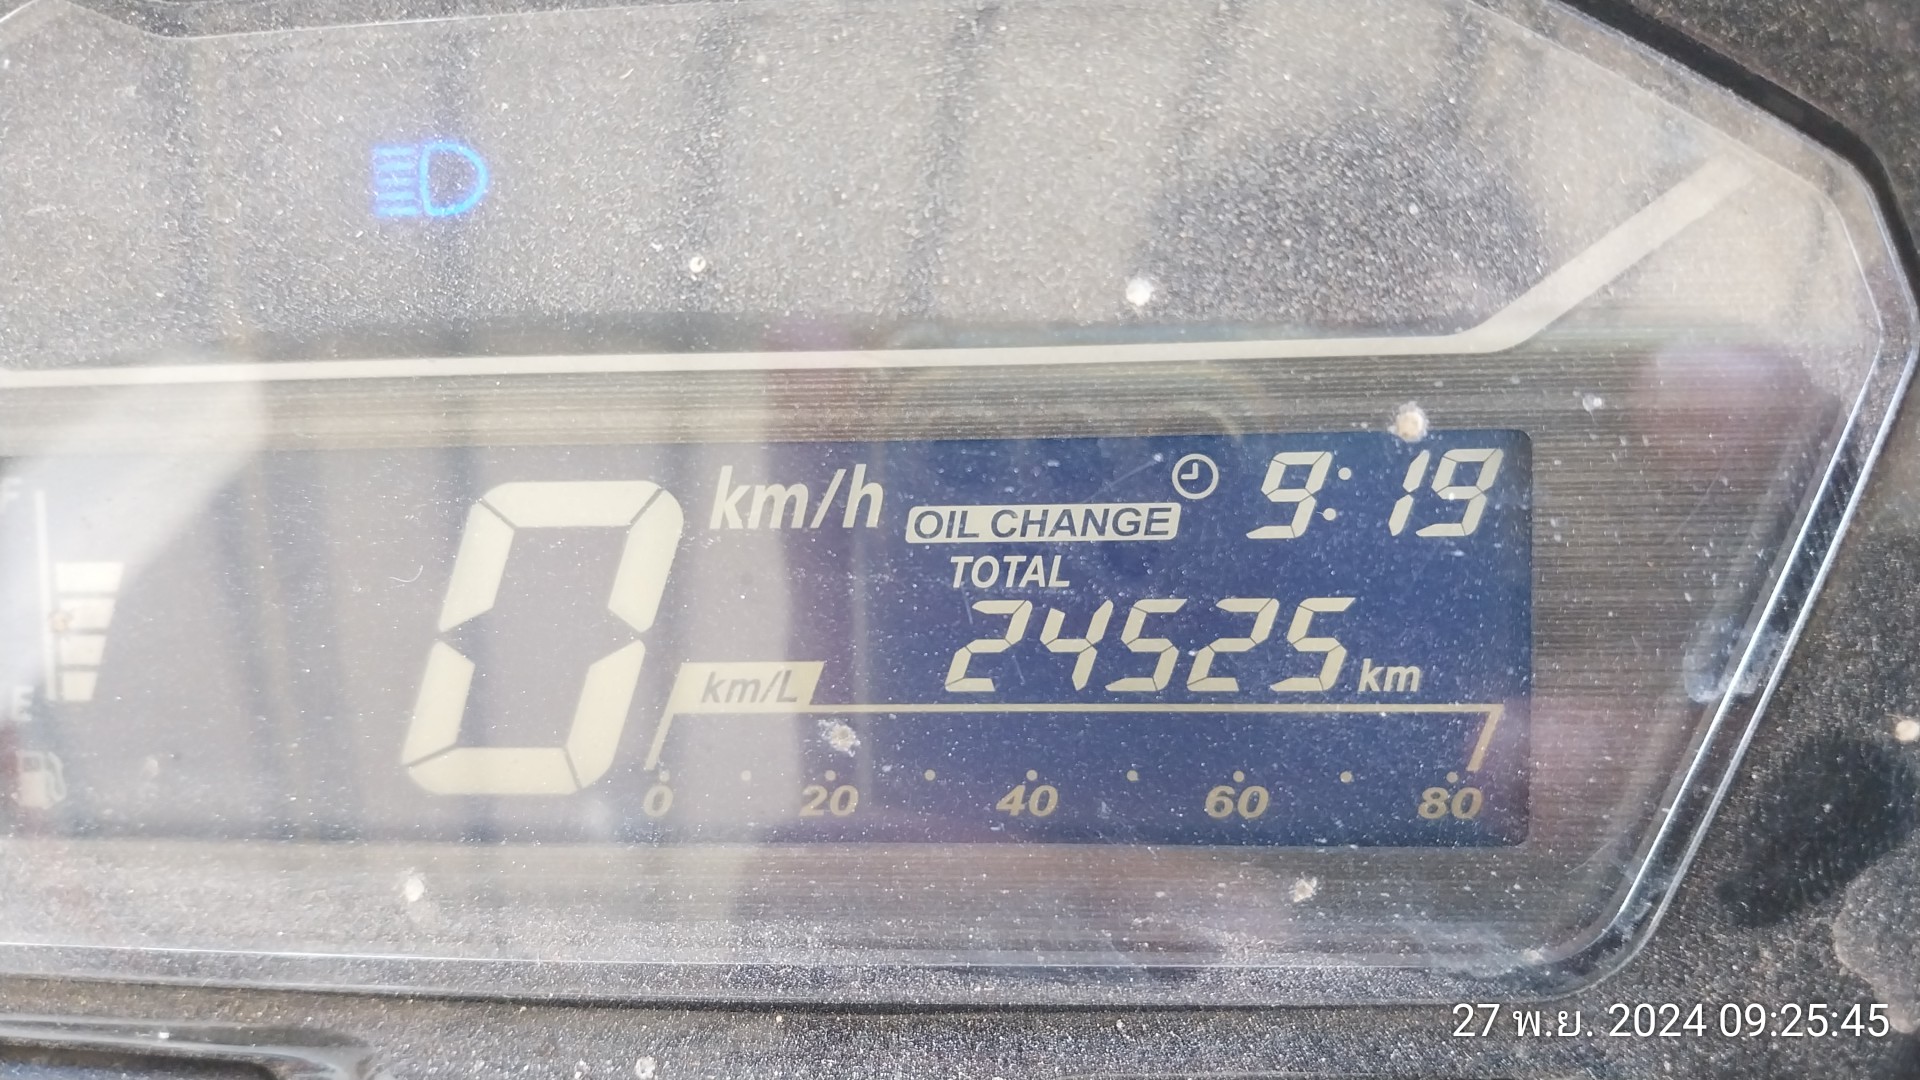 9:19
km/h
OIL CHANGE
TOTAL
F
0
24525 km
km/L
E
0 20 40 60 80
27 พ.ย. 2024 09:25:45